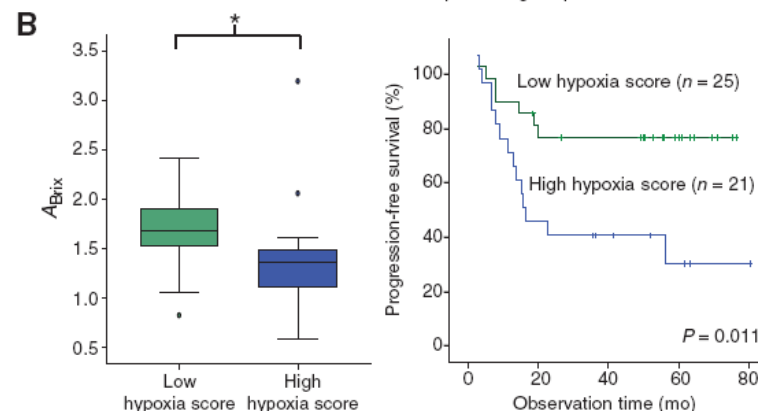 B
*
3.5
3.0
2.5
2.0
1.5
1.0
0.5
A Brix
Low
hypoxia score
High
hypoxia score
Progression-free survival (%)
100
80
60
40
20
0
Low hypoxia score (n = 25)
High hypoxia score (n = 21)
P = 0.011
0 20 40 60 80
Observation time (mo)